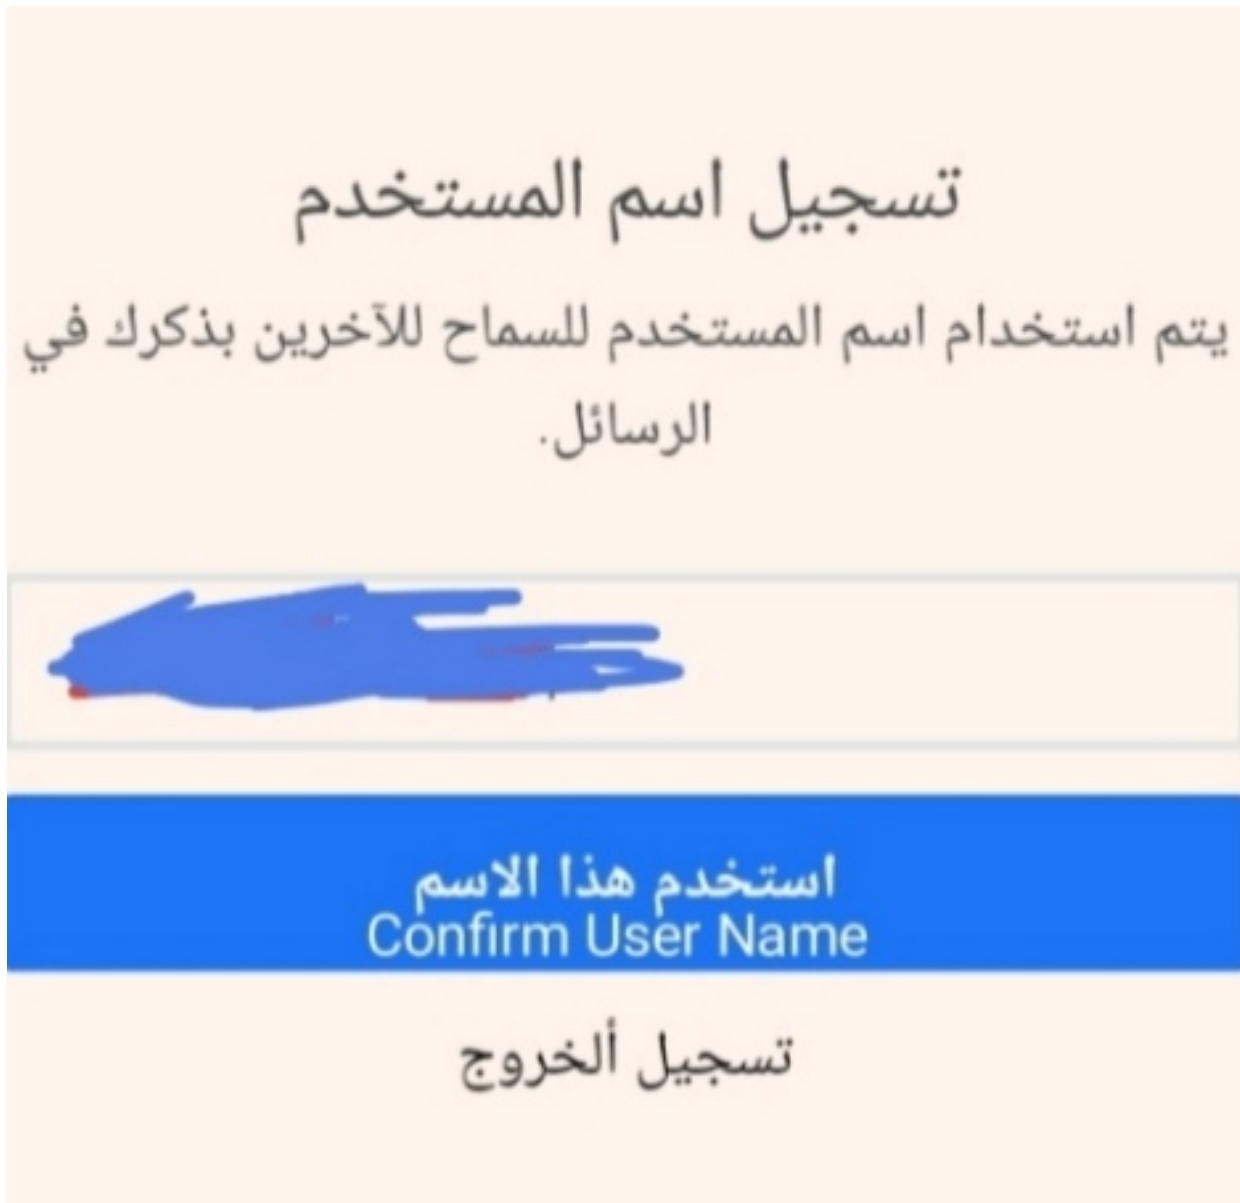 تسجيل اسم المستخدم
يتم استخدام اسم المستخدم للسماح للآخرين بذكرك في
الرسائل.
استخدم هذا الاسم
Confirm User Name
تسجيل ألخروج